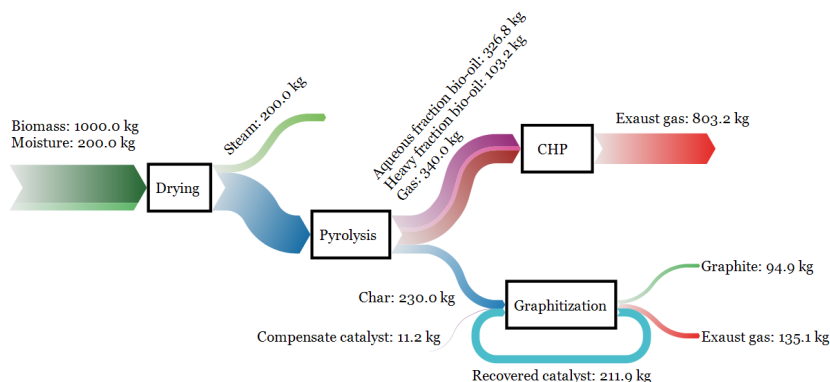 Biomass: 1000.0 kg
Moisture: 200.0 kg
Drying
Steam: 200.0 kg
Pyrolysis
Aqueous fraction bio-oil: 326.8 kg
Heavy fraction bio-oil: 103.2 kg
Gas: 340.0 kg
CHP
Exaust gas: 803.2 kg
Char: 230.0 kg
Compensate catalyst: 11.2 kg
Graphitization
Graphite: 94.9 kg
Exaust gas: 135.1 kg
Recovered catalyst: 211.9 kg